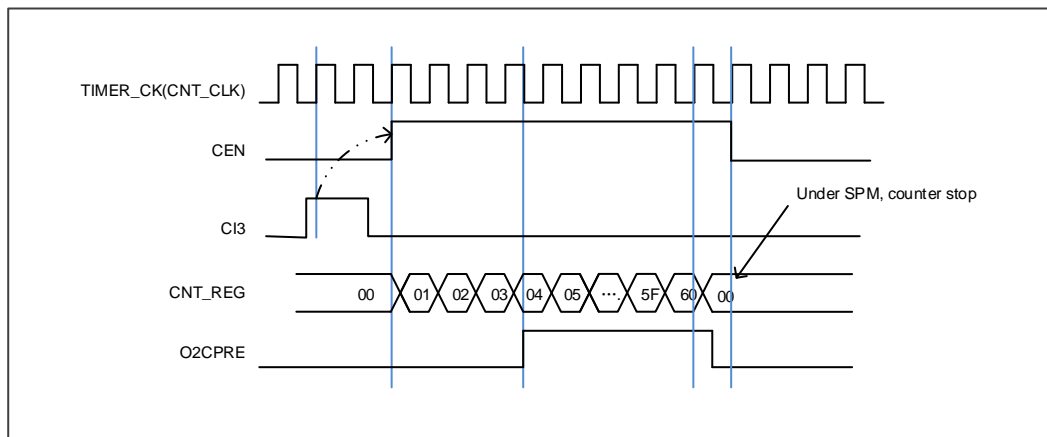 TIMER_CK(CNT_CLK)
CEN
Under SPM, counter stop
CI3
CNT_REG
00 01 02 03 04 05 ···. 5F 60 00
O2CPRE